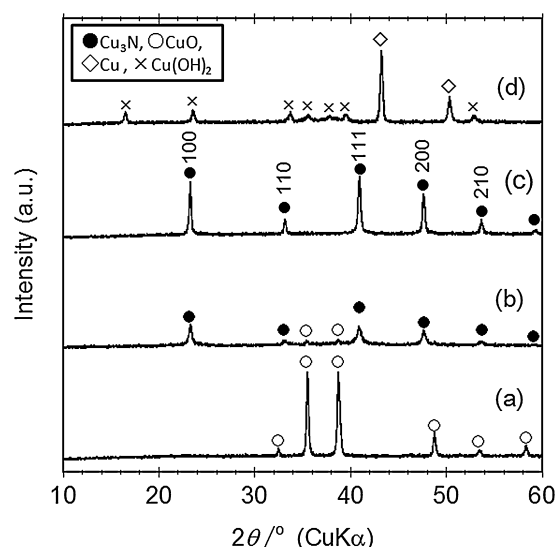 ●Cu₃N, ○CuO,
◇Cu , ×Cu(OH)₂
(d)
100
110
111
200
210
(c)
(b)
(a)
Intensity (a.u.)
10 20 30 40 50 60
2θ/° (CuKα)